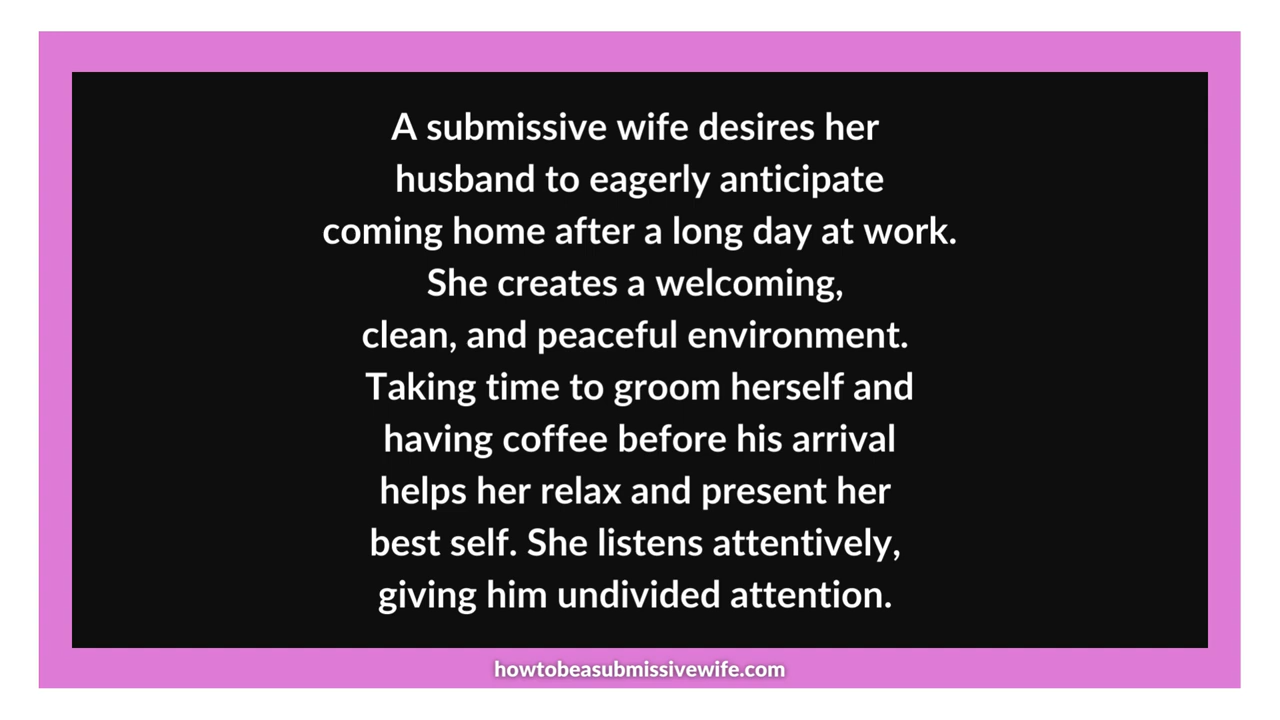 A submissive wife desires her
husband to eagerly anticipate
coming home after a long day at work.
She creates a welcoming,
clean, and peaceful environment.
Taking time to groom herself and
having coffee before his arrival
helps her relax and present her
best self. She listens attentively,
giving him undivided attention.
howtobeasubmissivewife.com